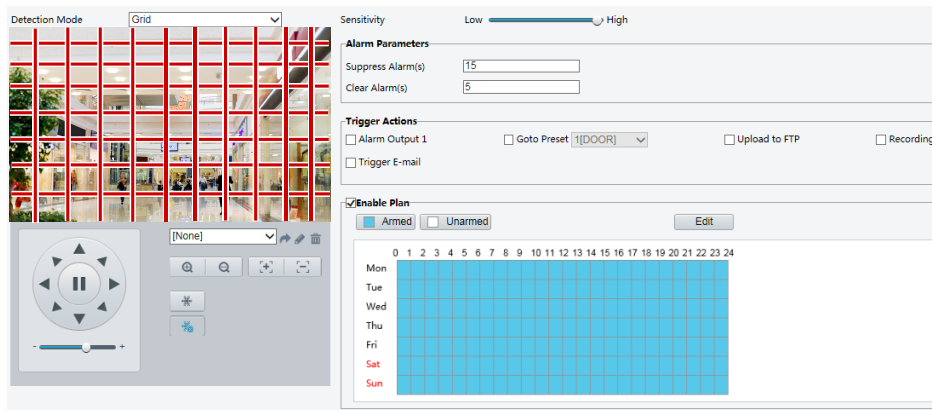 Detection Mode Grid
Sensitivity Low High
Alarm Parameters
Suppress Alarm(s) 15
Clear Alarm(s) 5
Trigger Actions
Alarm Output 1 Goto Preset 1[DOOR] Upload to FTP Recording
Trigger E-mail
Enable Plan
Armed Unarmed Edit
[None]
0 1 2 3 4 5 6 7 8 9 10 11 12 13 14 15 16 17 18 19 20 21 22 23 24
Mon
Tue
Wed
Thu
Fri
Sat
Sun
- +